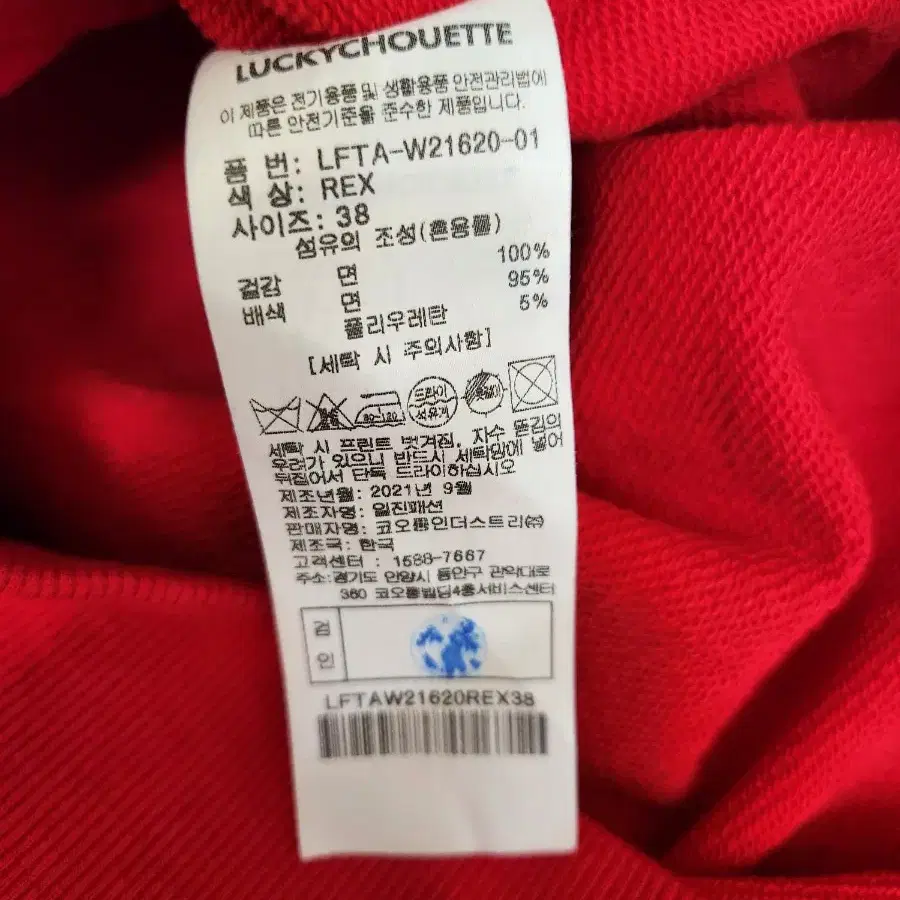 LUCKYCHOUETTE
이 제품은 전기용품 및 생활용품 안전관리법에
따른 안전기준을 준수한 제품입니다.
품 번: LFTA-W21620-01
색 상: REX
사이즈: 38
섬유의 조성(혼용률)
겉감 면 100%
배색 면 95%
폴리우레탄 5%
[세탁 시 주의사항]
80~120 드라이 석유계
세탁 시 프린트 벗겨짐, 자수 뜯김의
우려가 있으니 반드시 세탁망에 넣어
뒤집어서 단독 드라이하십시오
제조년월: 2021년 9월
제조자명: 일진패션
판매자명: 코오롱인더스트리㈜
제조국: 한국
고객센터 : 1588-7667
주소:경기도 안양시 동안구 관악대로
360 코오롱빌딩4층서비스센터
검
인
LFTAW21620REX38